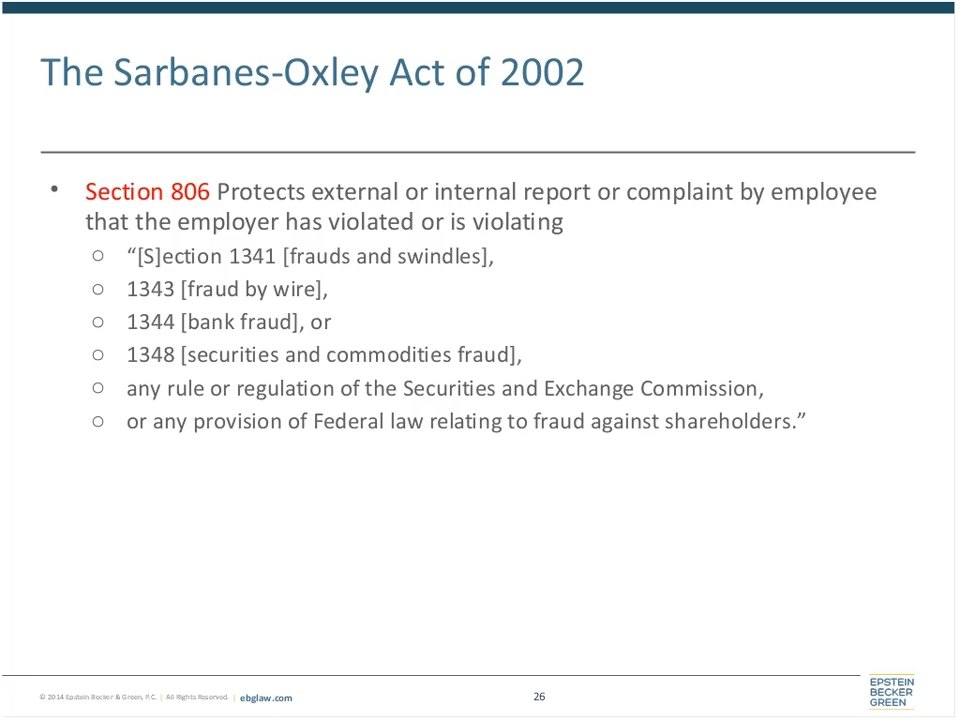 The Sarbanes-Oxley Act of 2002
• Section 806 Protects external or internal report or complaint by employee
that the employer has violated or is violating
○ “[S]ection 1341 [frauds and swindles],
○ 1343 [fraud by wire],
○ 1344 [bank fraud], or
○ 1348 [securities and commodities fraud],
○ any rule or regulation of the Securities and Exchange Commission,
○ or any provision of Federal law relating to fraud against shareholders.”
© 2014 Epstein Becker & Green, P.C. | All Rights Reserved. | ebglaw.com
26
EPSTEIN
BECKER
GREEN